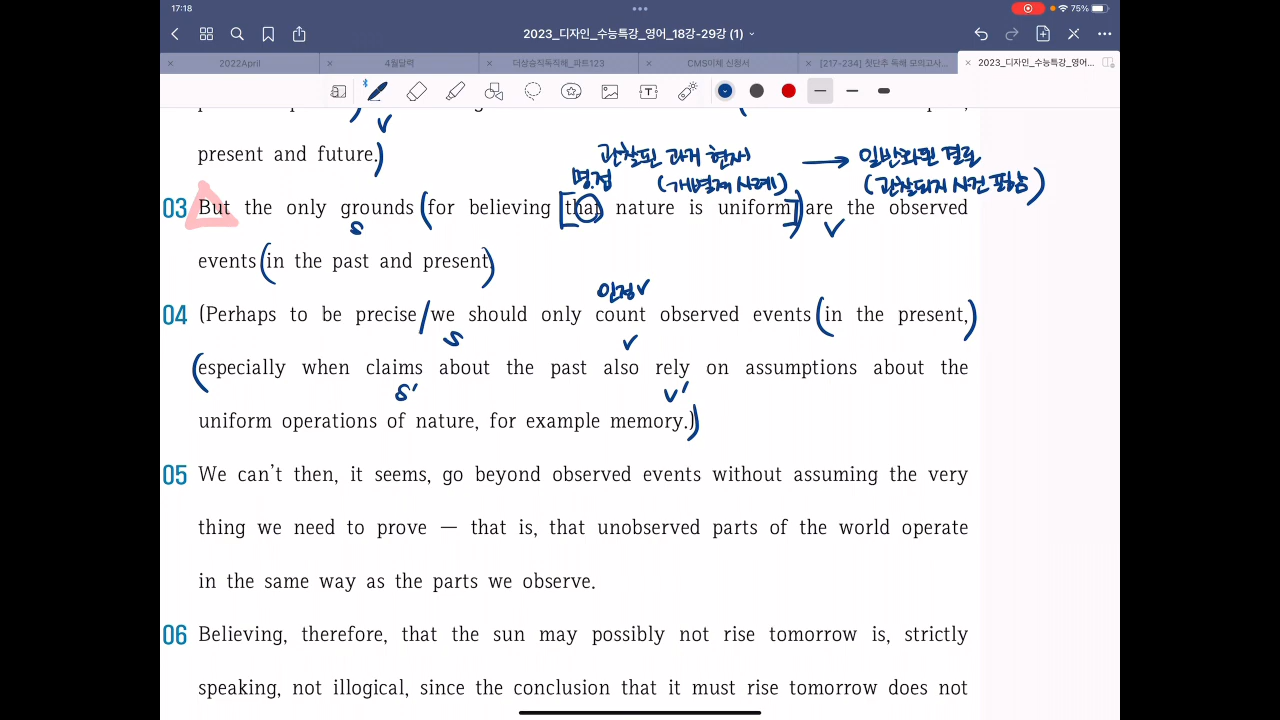 17:18
75%
2023_디자인_수능특강_영어_18강-29강 (1)
2022April
4월달력
더상승직독직해_파트123
CMS이체 신청서
[217-234] 첫단추 독해 모의고사...
2023_디자인_수능특강_영어...
v
present and future.)
관찰된 과거 현재 → 일반화된 결론
명.접 (개별적 사례) (관찰되지 사건 포함)
03 But the only grounds (for believing [that nature is uniform]) are the observed
s v
events (in the past and present)
인정v
04 (Perhaps to be precise / we should only count observed events (in the present,)
s v
(especially when claims about the past also rely on assumptions about the
s' v'
uniform operations of nature, for example memory.))
05 We can't then, it seems, go beyond observed events without assuming the very
thing we need to prove — that is, that unobserved parts of the world operate
in the same way as the parts we observe.
06 Believing, therefore, that the sun may possibly not rise tomorrow is, strictly
speaking, not illogical, since the conclusion that it must rise tomorrow does not